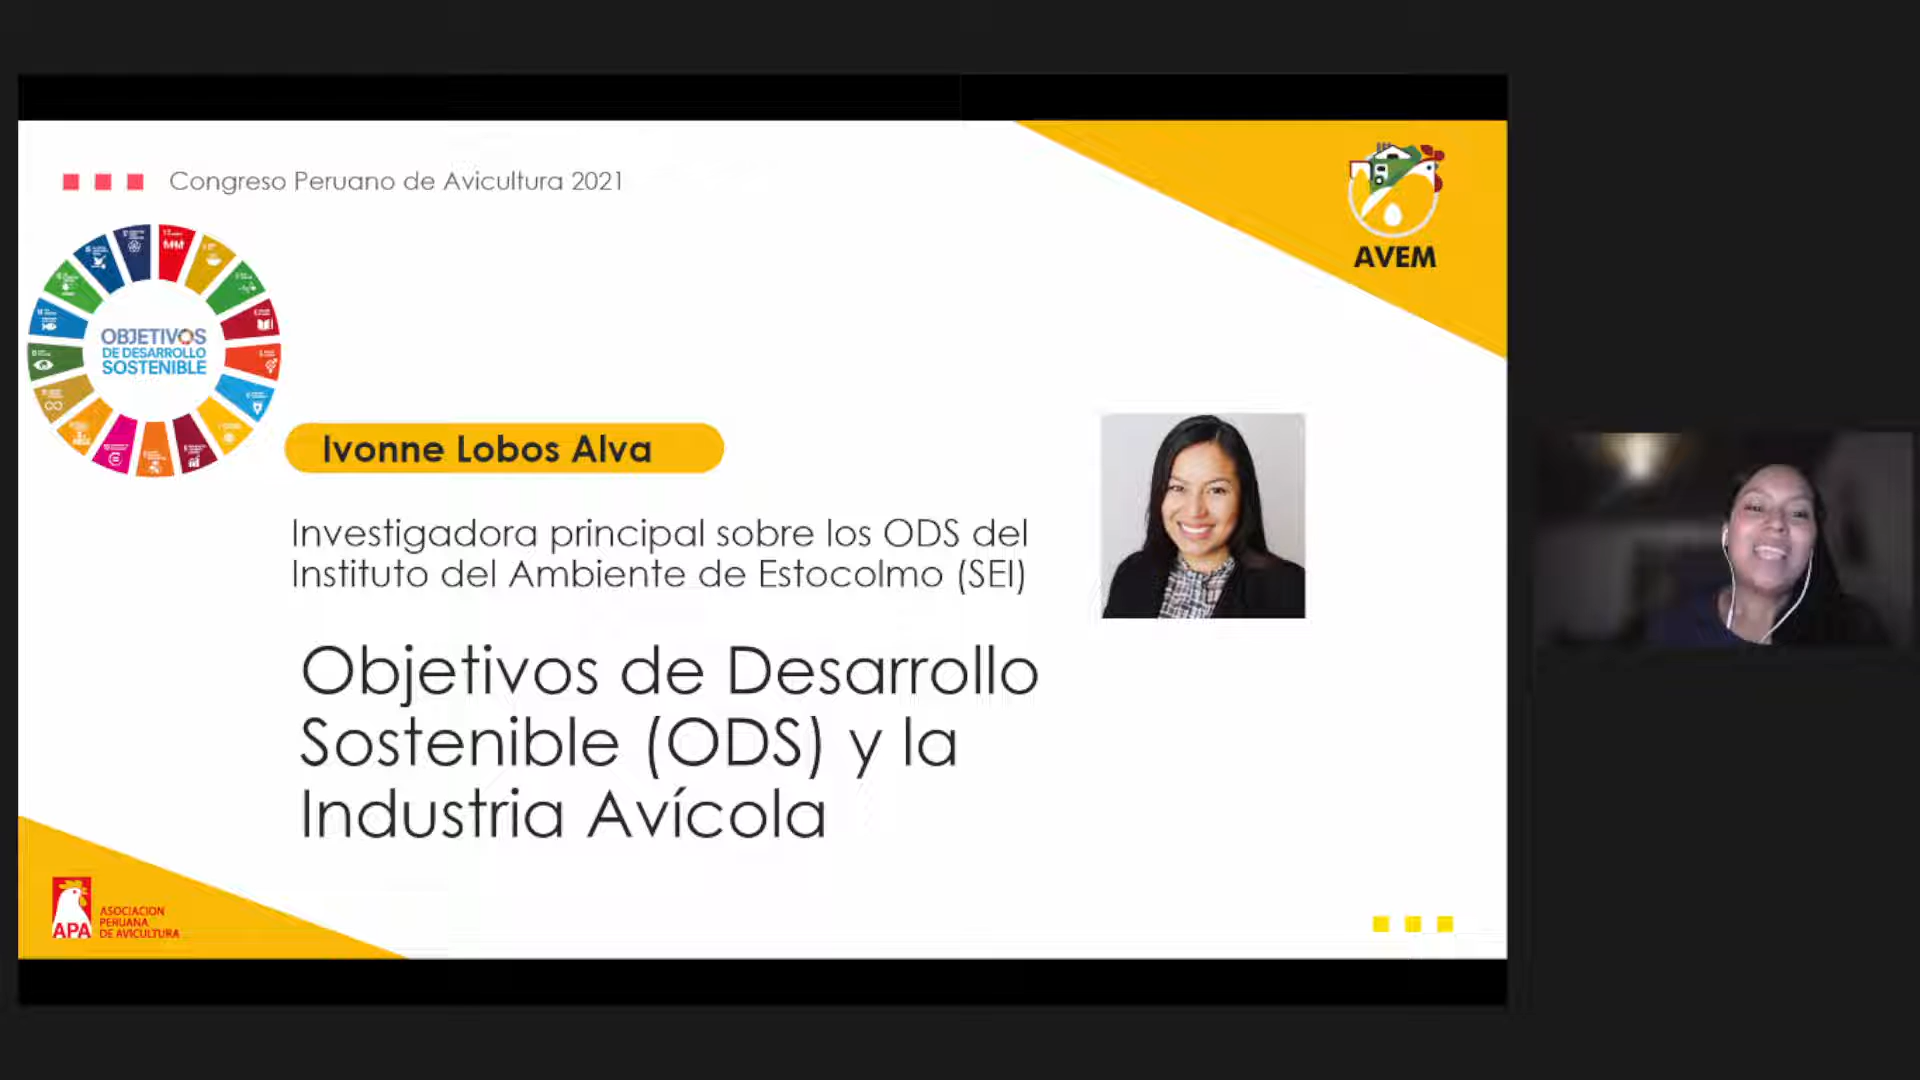 Congreso Peruano de Avicultura 2021
AVEM
OBJETIVOS
DE DESARROLLO
SOSTENIBLE
Ivonne Lobos Alva
Investigadora principal sobre los ODS del
Instituto del Ambiente de Estocolmo (SEI)
Objetivos de Desarrollo
Sostenible (ODS) y la
Industria Avícola
APA
ASOCIACION
PERUANA
DE AVICULTURA